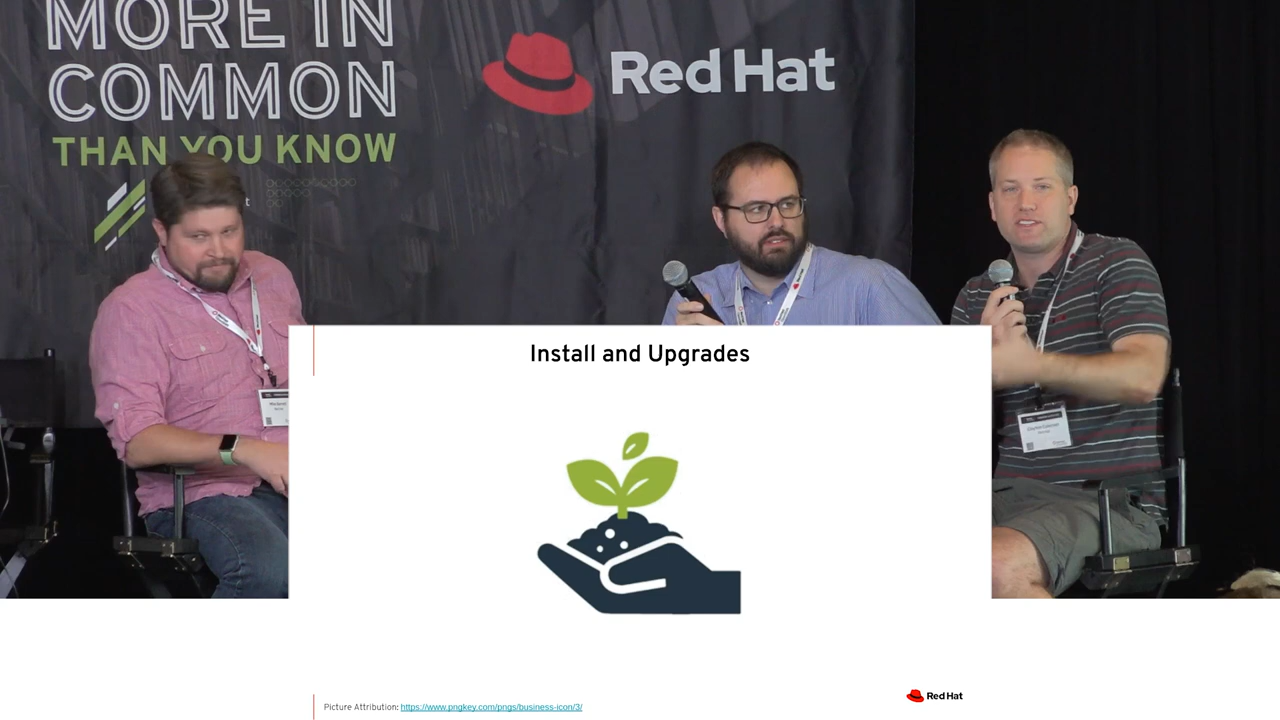 MORE IN
COMMON
THAN YOU KNOW
Red Hat
Install and Upgrades
Picture Attribution: https://www.pngkey.com/pngs/business-icon/3/
Red Hat